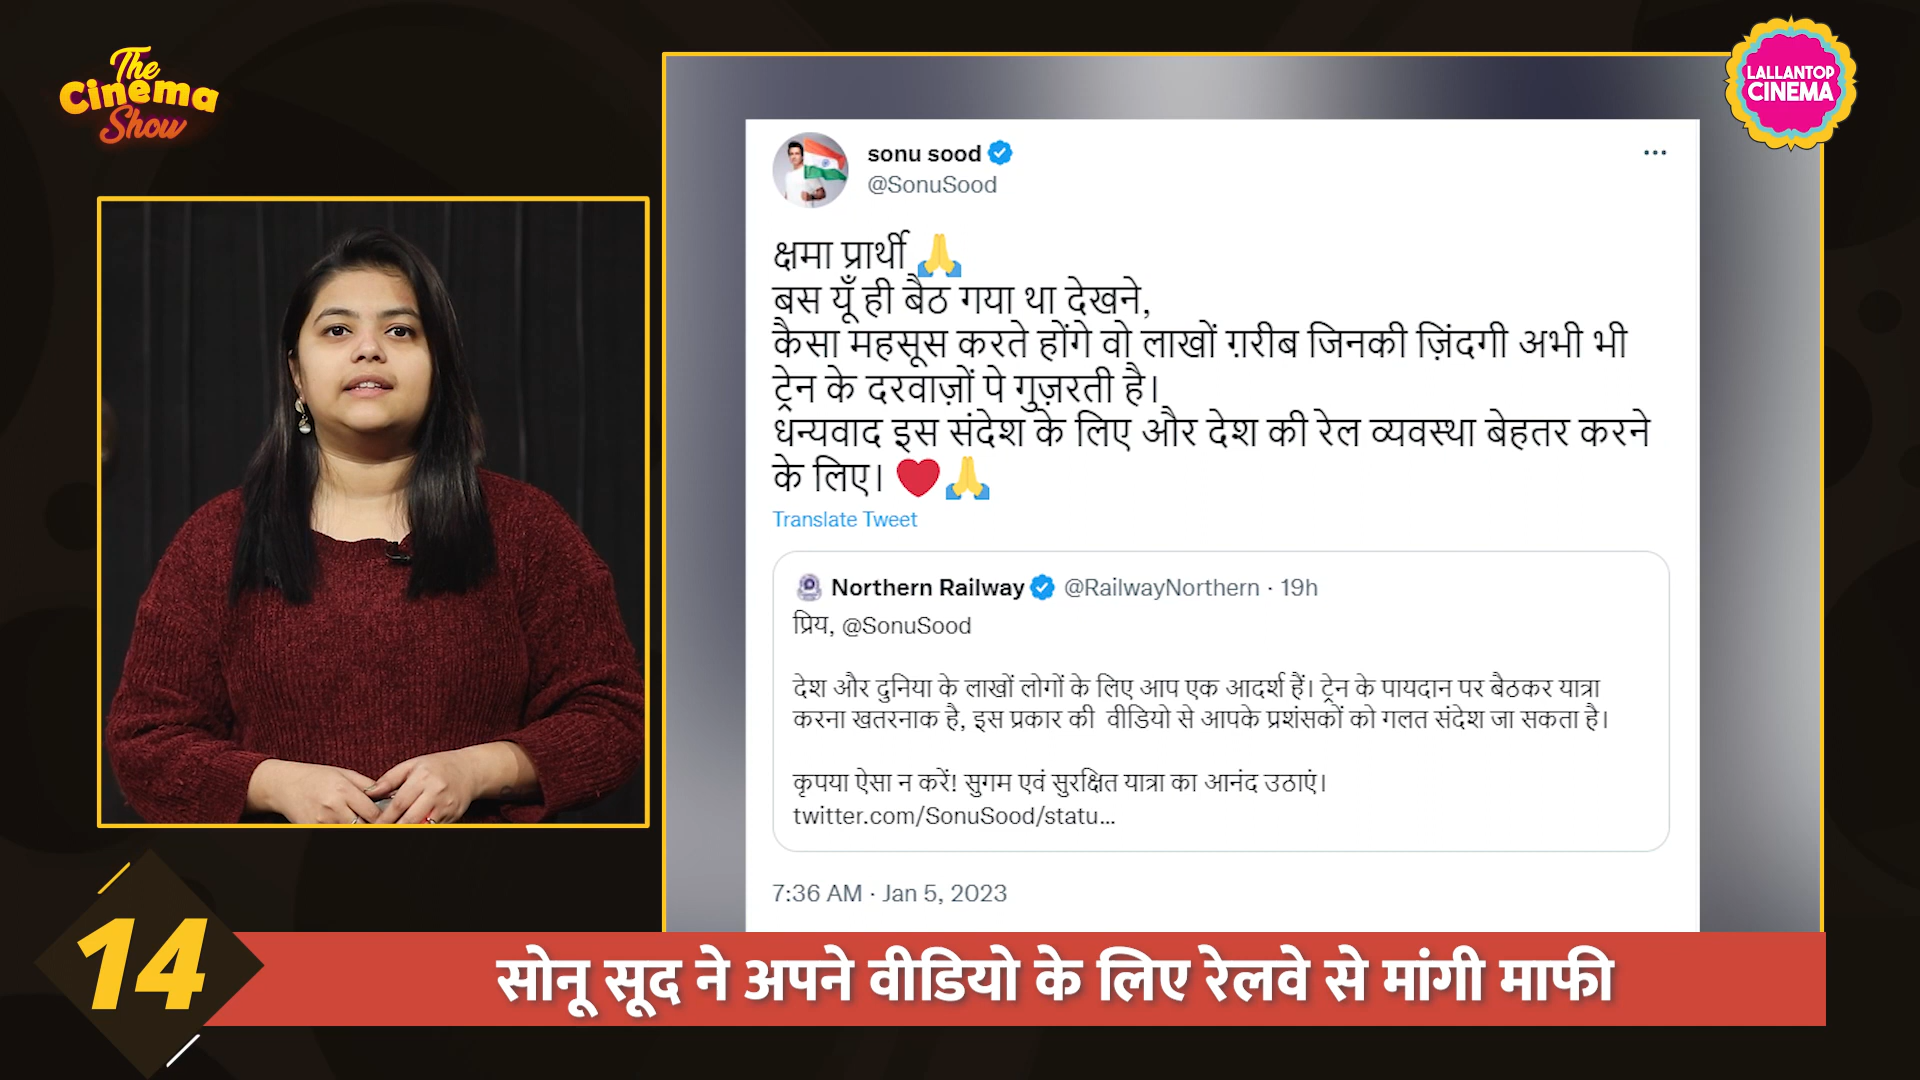 The
Cinema
Show
LALLANTOP
CINEMA
sonu sood
@SonuSood
क्षमा प्रार्थी 🙏
बस यूँ ही बैठ गया था देखने,
कैसा महसूस करते होंगे वो लाखों ग़रीब जिनकी ज़िंदगी अभी भी
ट्रेन के दरवाज़ों पे गुज़रती है।
धन्यवाद इस संदेश के लिए और देश की रेल व्यवस्था बेहतर करने
के लिए। ❤️🙏
Translate Tweet
Northern Railway @RailwayNorthern · 19h
प्रिय, @SonuSood
देश और दुनिया के लाखों लोगों के लिए आप एक आदर्श हैं। ट्रेन के पायदान पर बैठकर यात्रा
करना खतरनाक है, इस प्रकार की वीडियो से आपके प्रशंसकों को गलत संदेश जा सकता है।
कृपया ऐसा न करें! सुगम एवं सुरक्षित यात्रा का आनंद उठाएं।
twitter.com/SonuSood/statu...
7:36 AM · Jan 5, 2023
14
सोनू सूद ने अपने वीडियो के लिए रेलवे से मांगी माफी